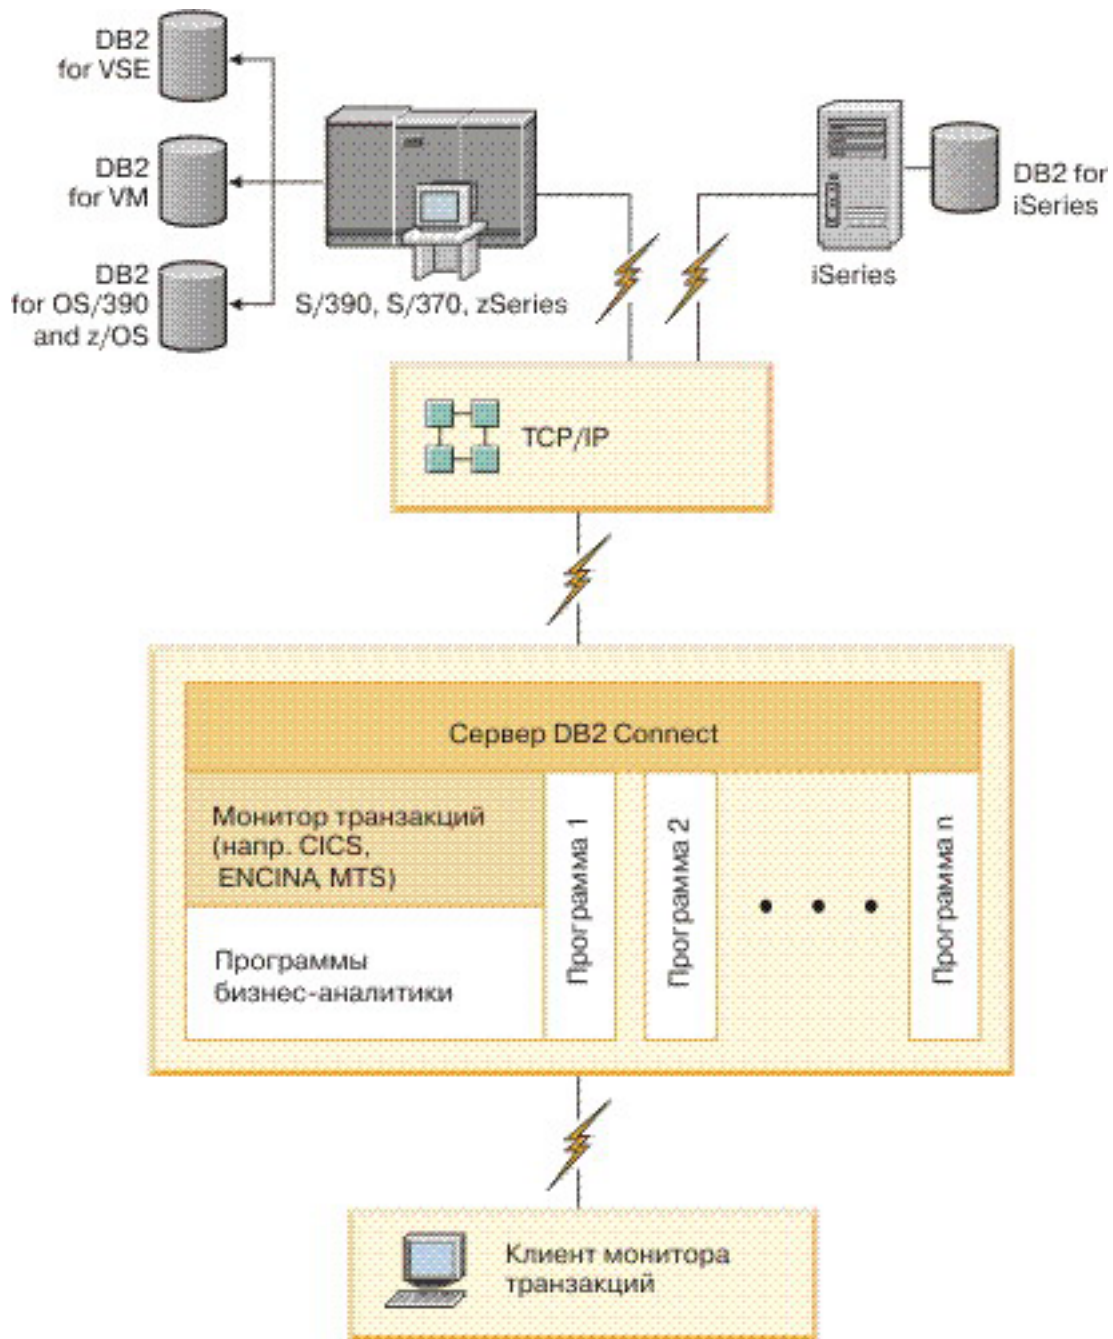 DB2
for VSE
DB2
for VM
DB2
for OS/390
and z/OS
S/390, S/370, zSeries
iSeries
DB2 for
iSeries
TCP/IP
Сервер DB2 Connect
Монитор транзакций
(напр. CICS,
ENCINA, MTS)
Программы
бизнес-аналитики
Программа 1
Программа 2
Программа n
Клиент монитора
транзакций